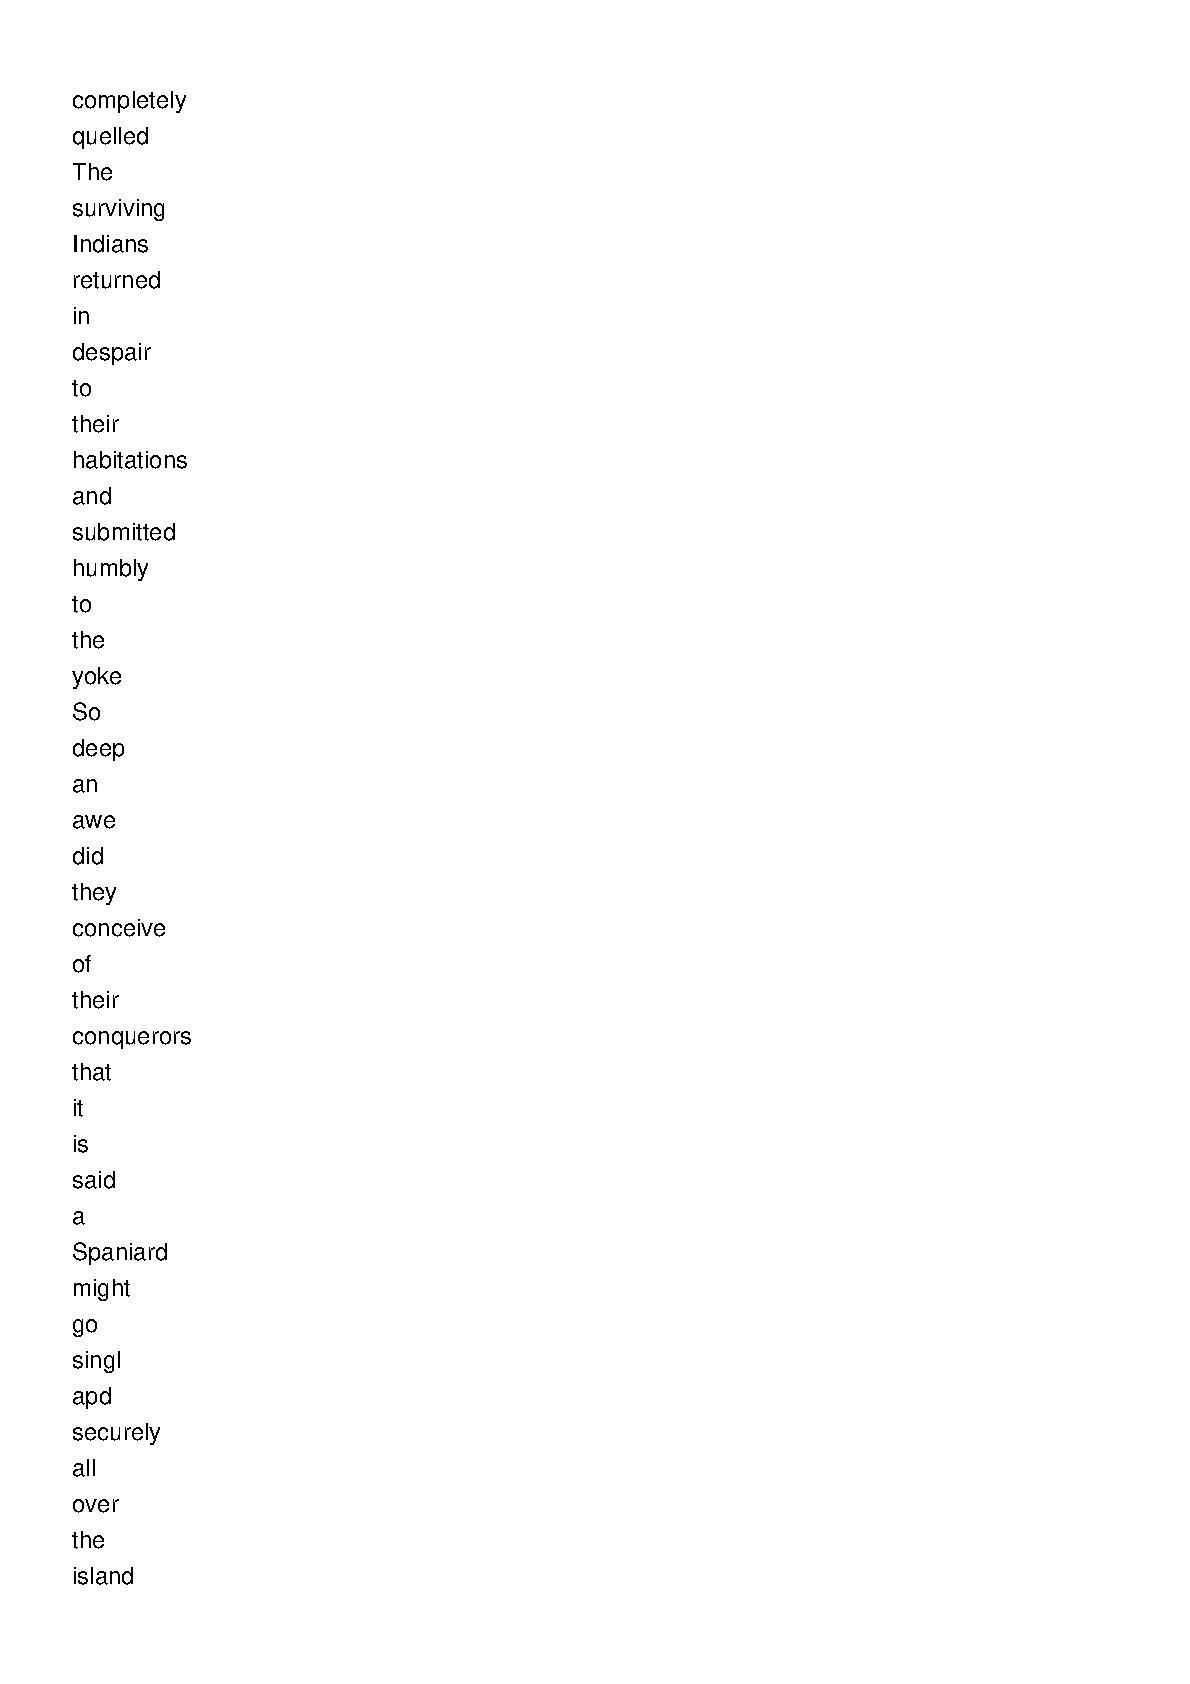 completely
quelled
The
surviving
Indians
returned
in
despair
to
their
habitations
and
submitted
humbly
to
the
yoke
So
deep
an
awe
did
they
conceive
of
their
conquerors
that
it
is
said
a
Spaniard
might
go
singl
apd
securely
all
over
the
island